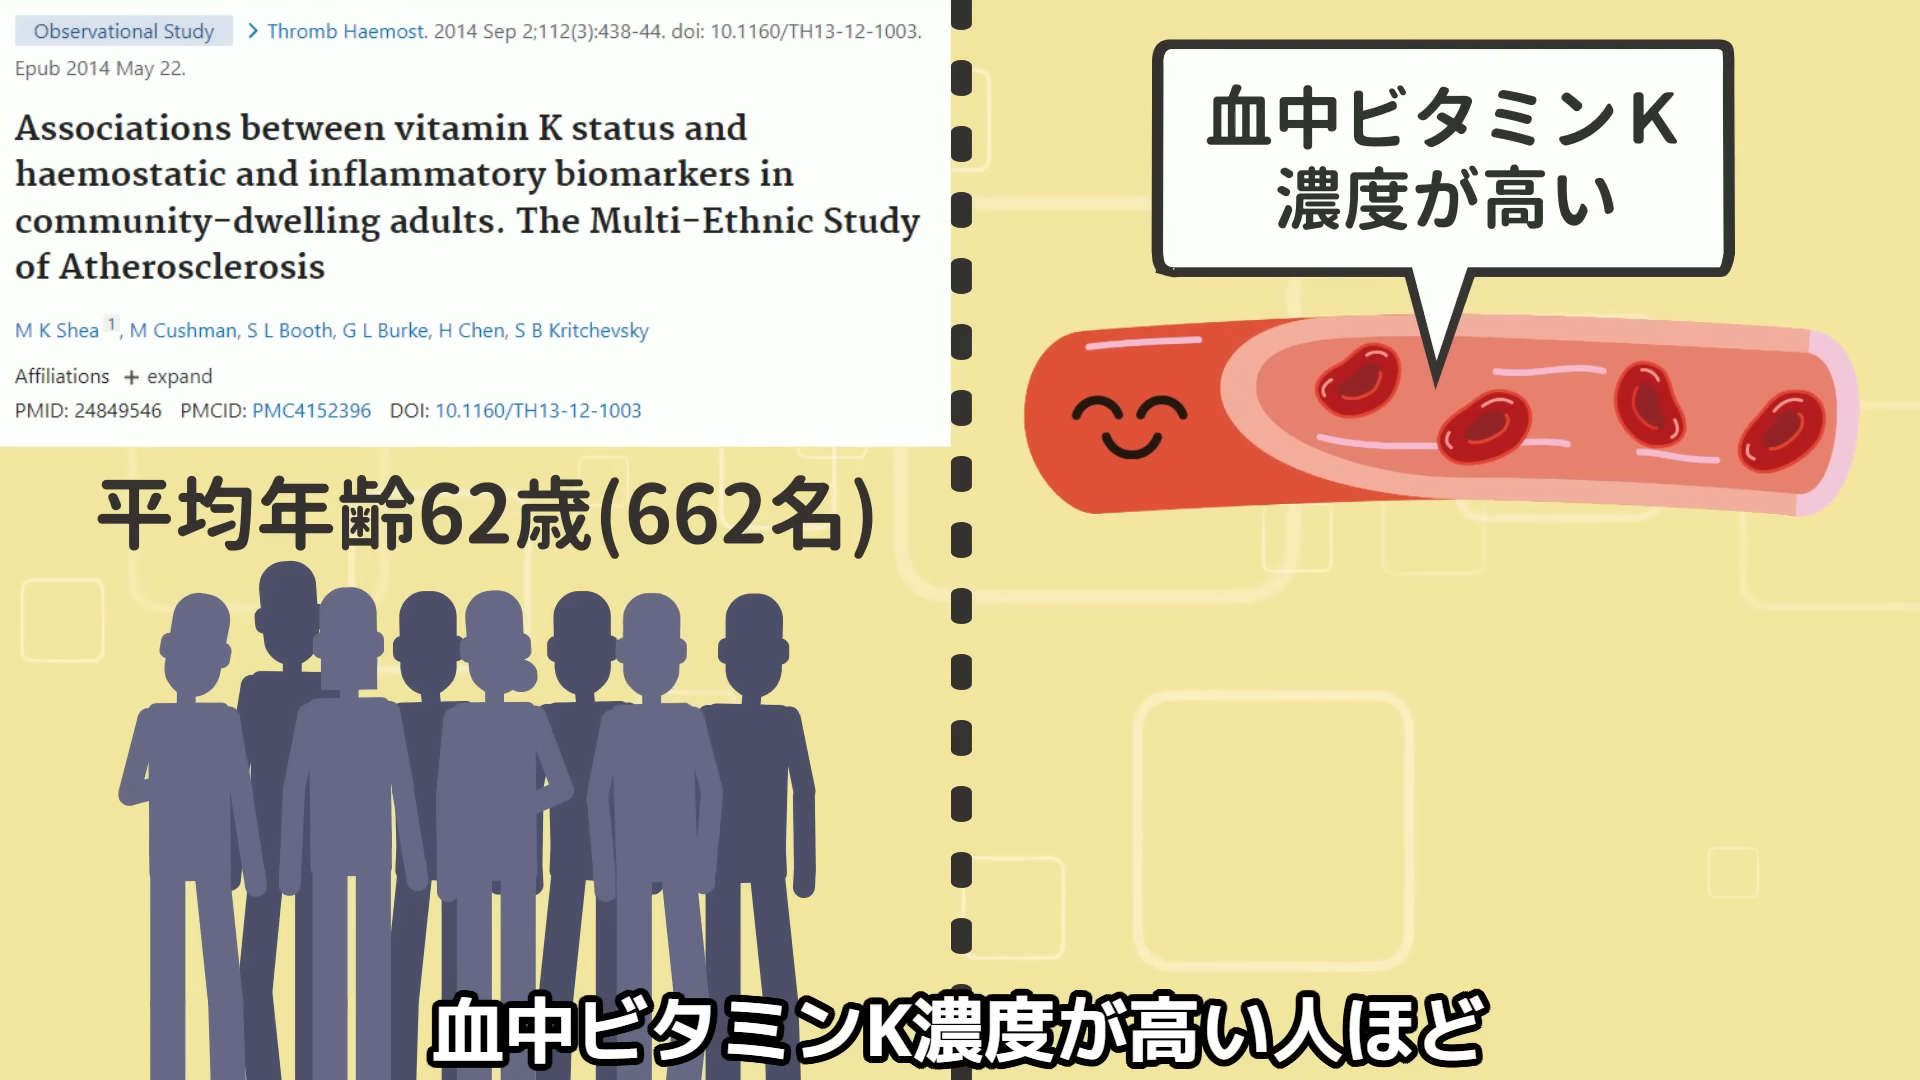 Observational Study > Thromb Haemost. 2014 Sep 2;112(3):438-44. doi: 10.1160/TH13-12-1003.
Epub 2014 May 22.
Associations between vitamin K status and
haemostatic and inflammatory biomarkers in
community-dwelling adults. The Multi-Ethnic Study
of Atherosclerosis
M K Shea 1, M Cushman, S L Booth, G L Burke, H Chen, S B Kritchevsky
Affiliations + expand
PMID: 24849546 PMCID: PMC4152396 DOI: 10.1160/TH13-12-1003
平均年齢62歳(662名)
血中ビタミンK
濃度が高い
血中ビタミンK濃度が高い人ほど